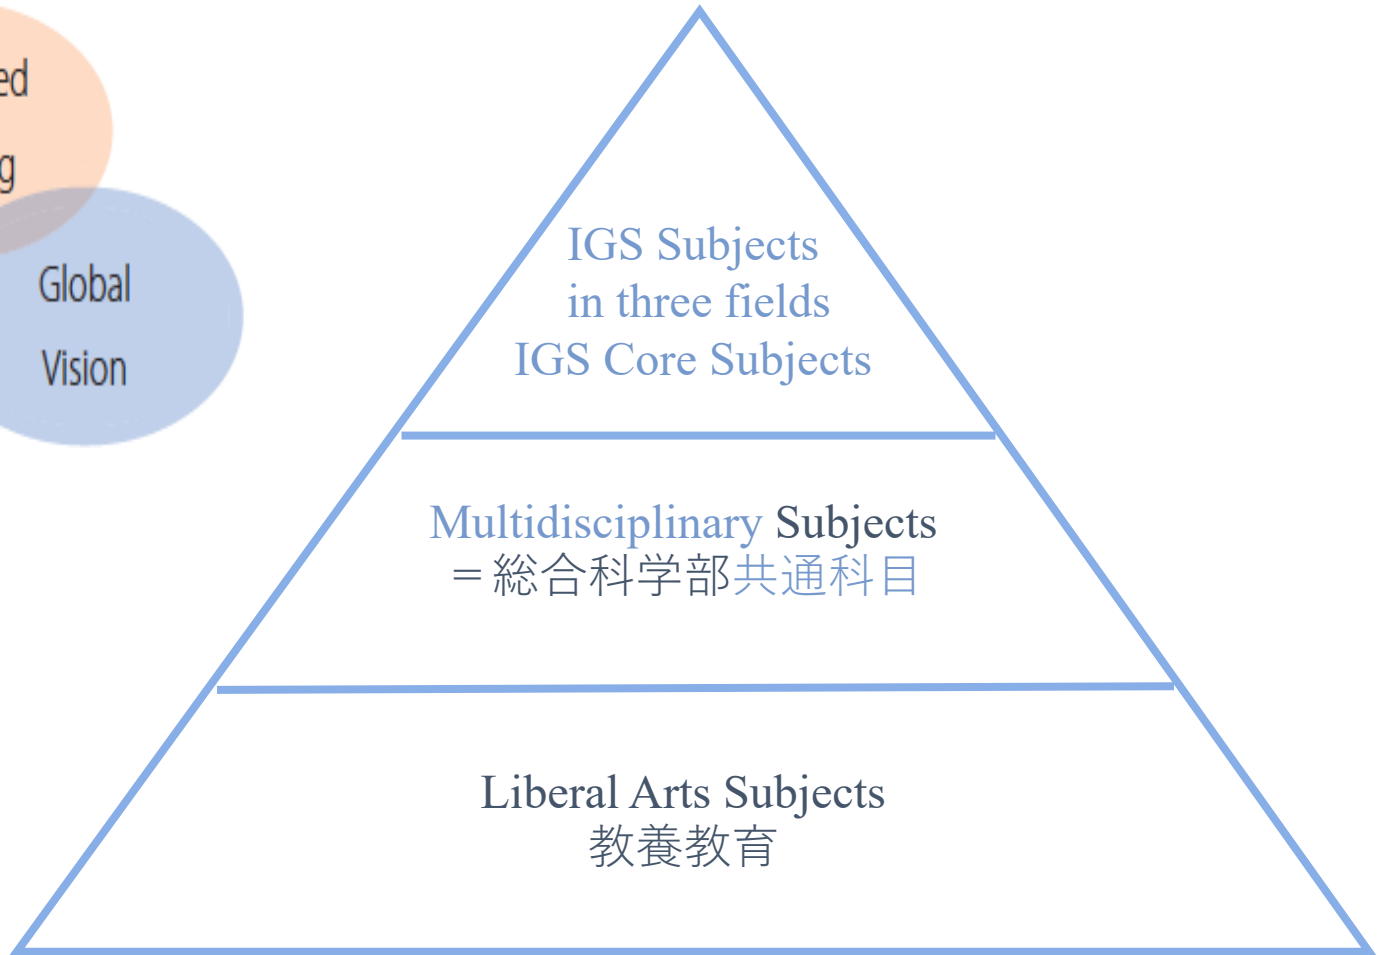 Global
Vision
IGS Subjects
in three fields
IGS Core Subjects
Multidisciplinary Subjects
＝総合科学部共通科目
Liberal Arts Subjects
教養教育